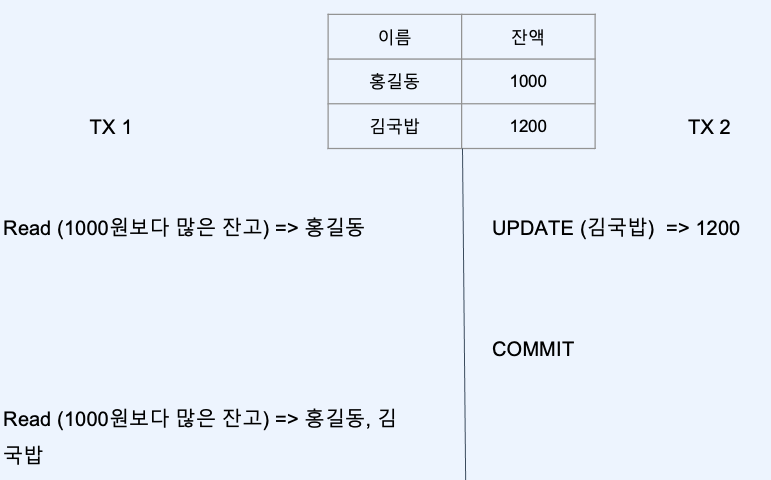 이름 잔액
홍길동 1000
김국밥 1200
TX 1
TX 2
Read (1000원보다 많은 잔고) => 홍길동
UPDATE (김국밥) => 1200
COMMIT
Read (1000원보다 많은 잔고) => 홍길동, 김
국밥